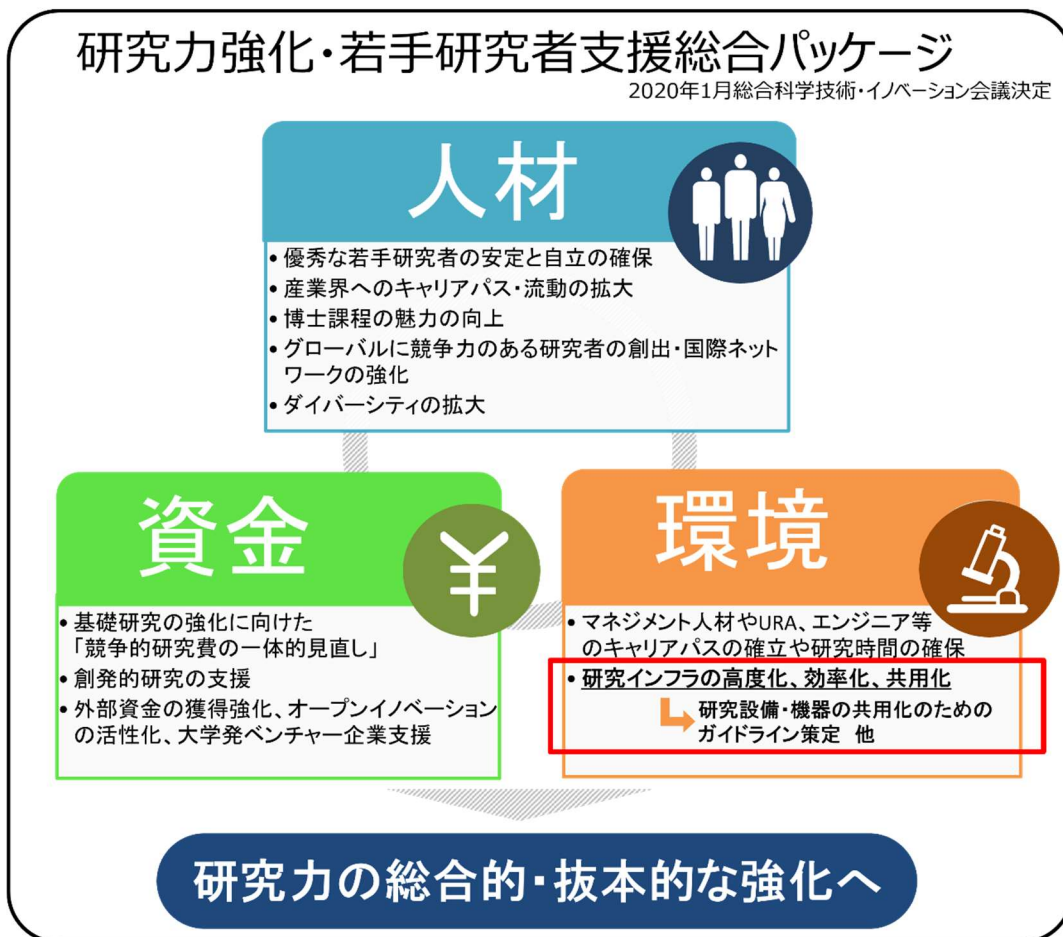 研究力強化・若手研究者支援総合パッケージ
2020年1月総合科学技術・イノベーション会議決定
人材
• 優秀な若手研究者の安定と自立の確保
• 産業界へのキャリアパス・流動の拡大
• 博士課程の魅力の向上
• グローバルに競争力のある研究者の創出・国際ネット
ワークの強化
• ダイバーシティの拡大
資金
• 基礎研究の強化に向けた
「競争的研究費の一体的見直し」
• 創発的研究の支援
• 外部資金の獲得強化、オープンイノベーション
の活性化、大学発ベンチャー企業支援
環境
• マネジメント人材やURA、エンジニア等
のキャリアパスの確立や研究時間の確保
• 研究インフラの高度化、効率化、共用化
研究設備・機器の共用化のための
ガイドライン策定 他
研究力の総合的・抜本的な強化へ